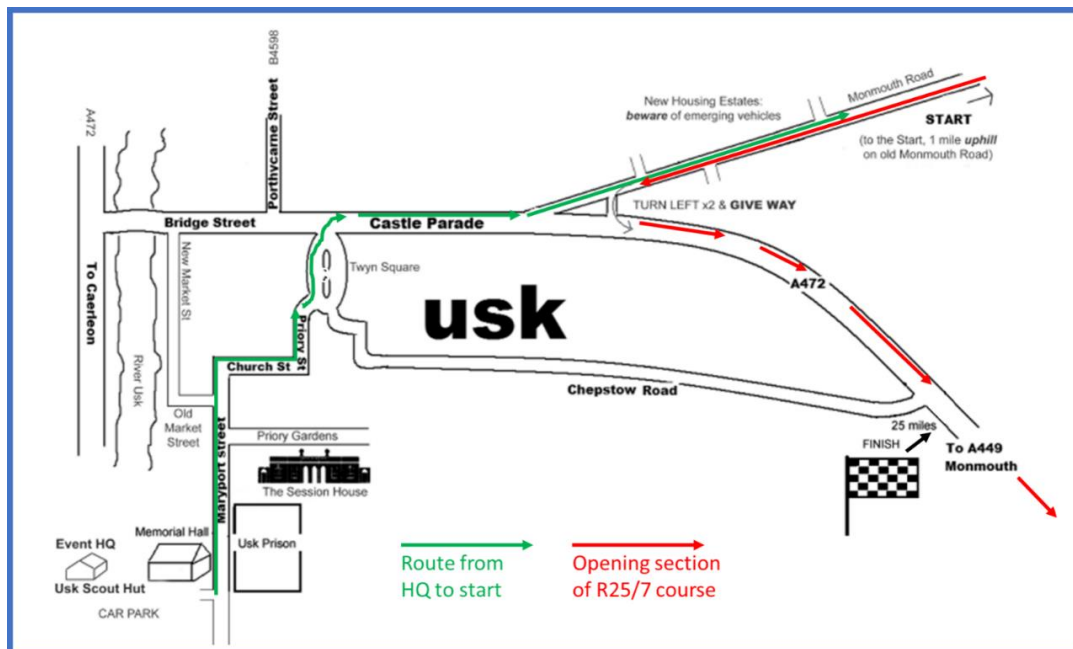 A472
B4598
Porthycarne Street
New Housing Estates:
beware of emerging vehicles
Monmouth Road
START
(to the Start, 1 mile uphill
on old Monmouth Road)
TURN LEFT x2 & GIVE WAY
Bridge Street
Castle Parade
To Caerleon
New Market St
Twyn Square
A472
usk
Priory St
Church St
River Usk
Chepstow Road
Old
Market
Street
Maryport street
Priory Gardens
25 miles
FINISH
To A449
Monmouth
The Session House
Memorial Hall
Usk Prison
Event HQ
Usk Scout Hut
CAR PARK
Route from
HQ to start
Opening section
of R25/7 course